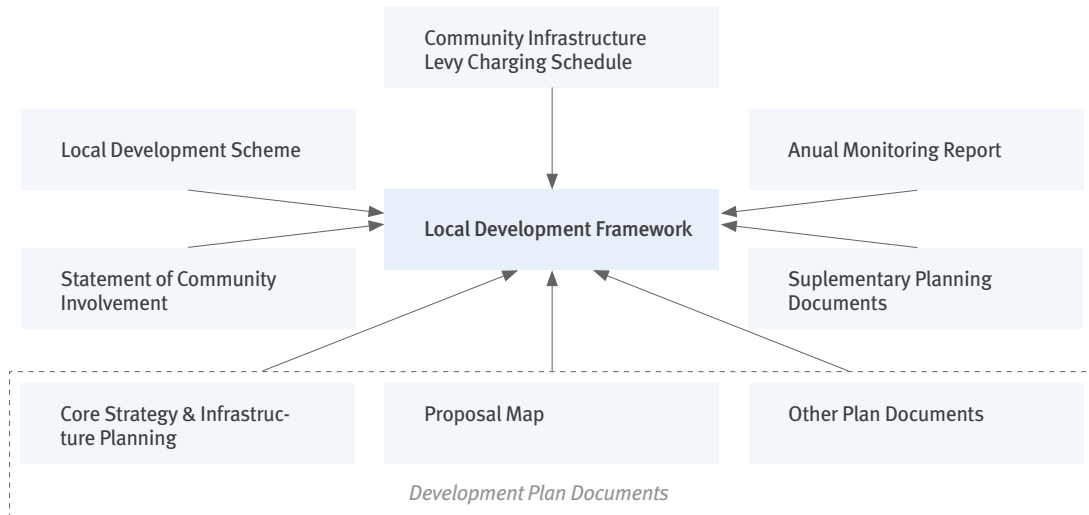 Community Infrastructure
Levy Charging Schedule
Local Development Scheme
Anual Monitoring Report
Local Development Framework
Statement of Community
Involvement
Suplementary Planning
Documents
Core Strategy & Infrastruc-
ture Planning
Proposal Map
Other Plan Documents
Development Plan Documents